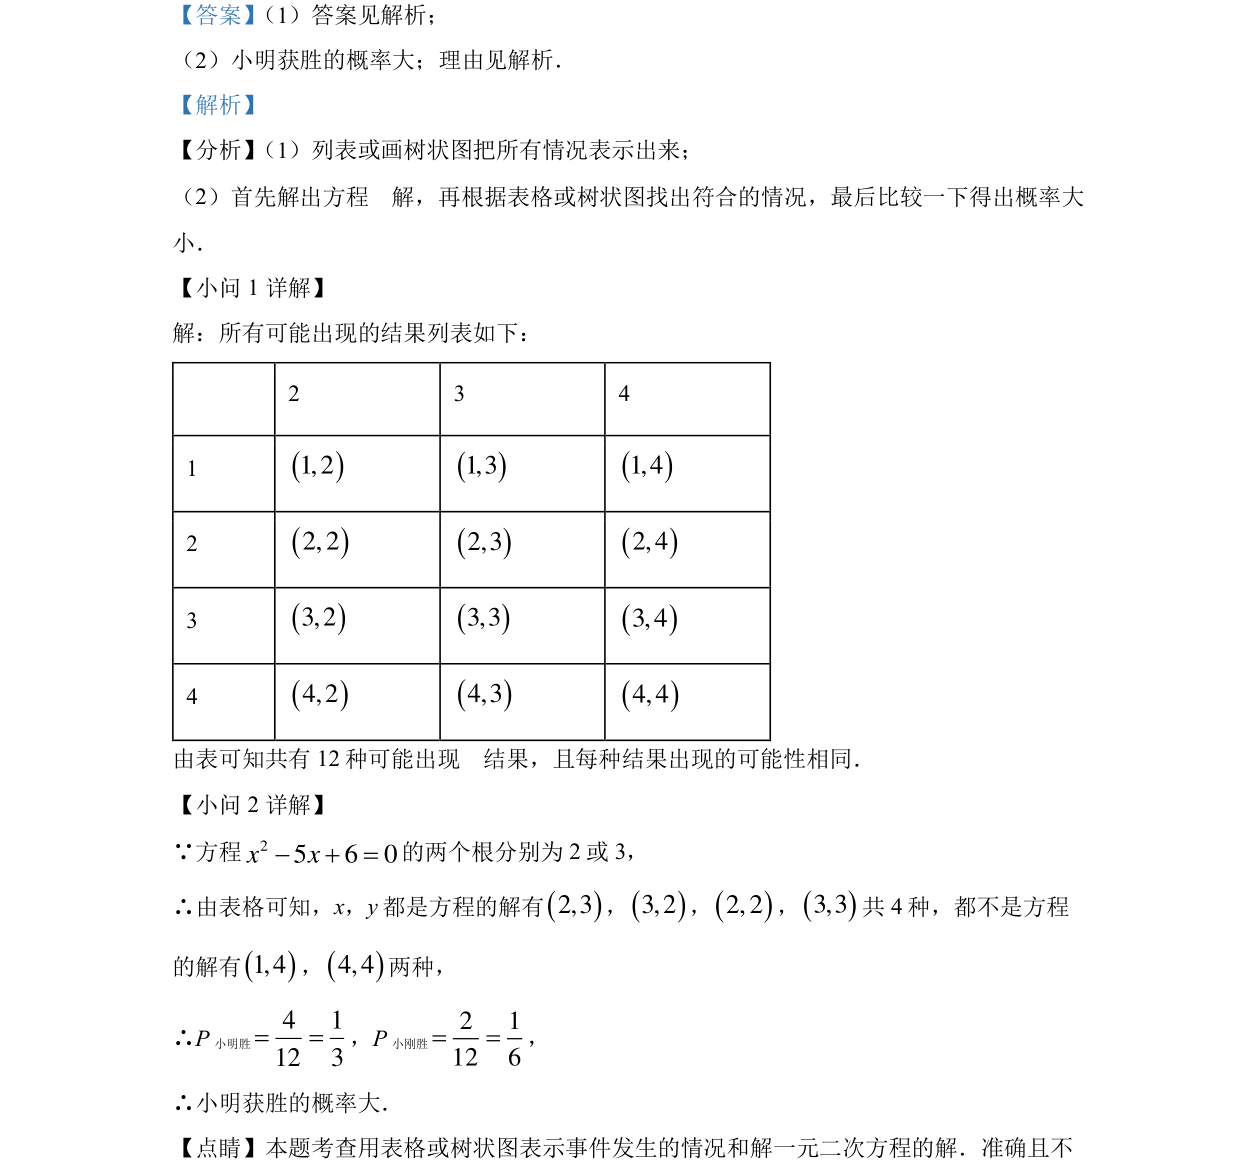 【答案】（1）答案见解析；
（2）小明获胜的概率大；理由见解析．
【解析】
【分析】（1）列表或画树状图把所有情况表示出来；
（2）首先解出方程 解，再根据表格或树状图找出符合的情况，最后比较一下得出概率大
小．
【小问 1 详解】
解：所有可能出现的结果列表如下：
2 3 4
1 (1,2) (1,3) (1,4)
2 (2,2) (2,3) (2,4)
3 (3,2) (3,3) (3,4)
4 (4,2) (4,3) (4,4)
由表可知共有 12 种可能出现 结果，且每种结果出现的可能性相同．
【小问 2 详解】
∵方程 x² − 5x + 6 = 0 的两个根分别为 2 或 3，
∴由表格可知，x，y 都是方程的解有(2,3)，(3,2)，(2,2)，(3,3)共 4 种，都不是方程
的解有(1,4)，(4,4)两种，
∴P 小明胜 = 4/12 = 1/3，P 小刚胜 = 2/12 = 1/6，
∴小明获胜的概率大．
【点睛】本题考查用表格或树状图表示事件发生的情况和解一元二次方程的解．准确且不